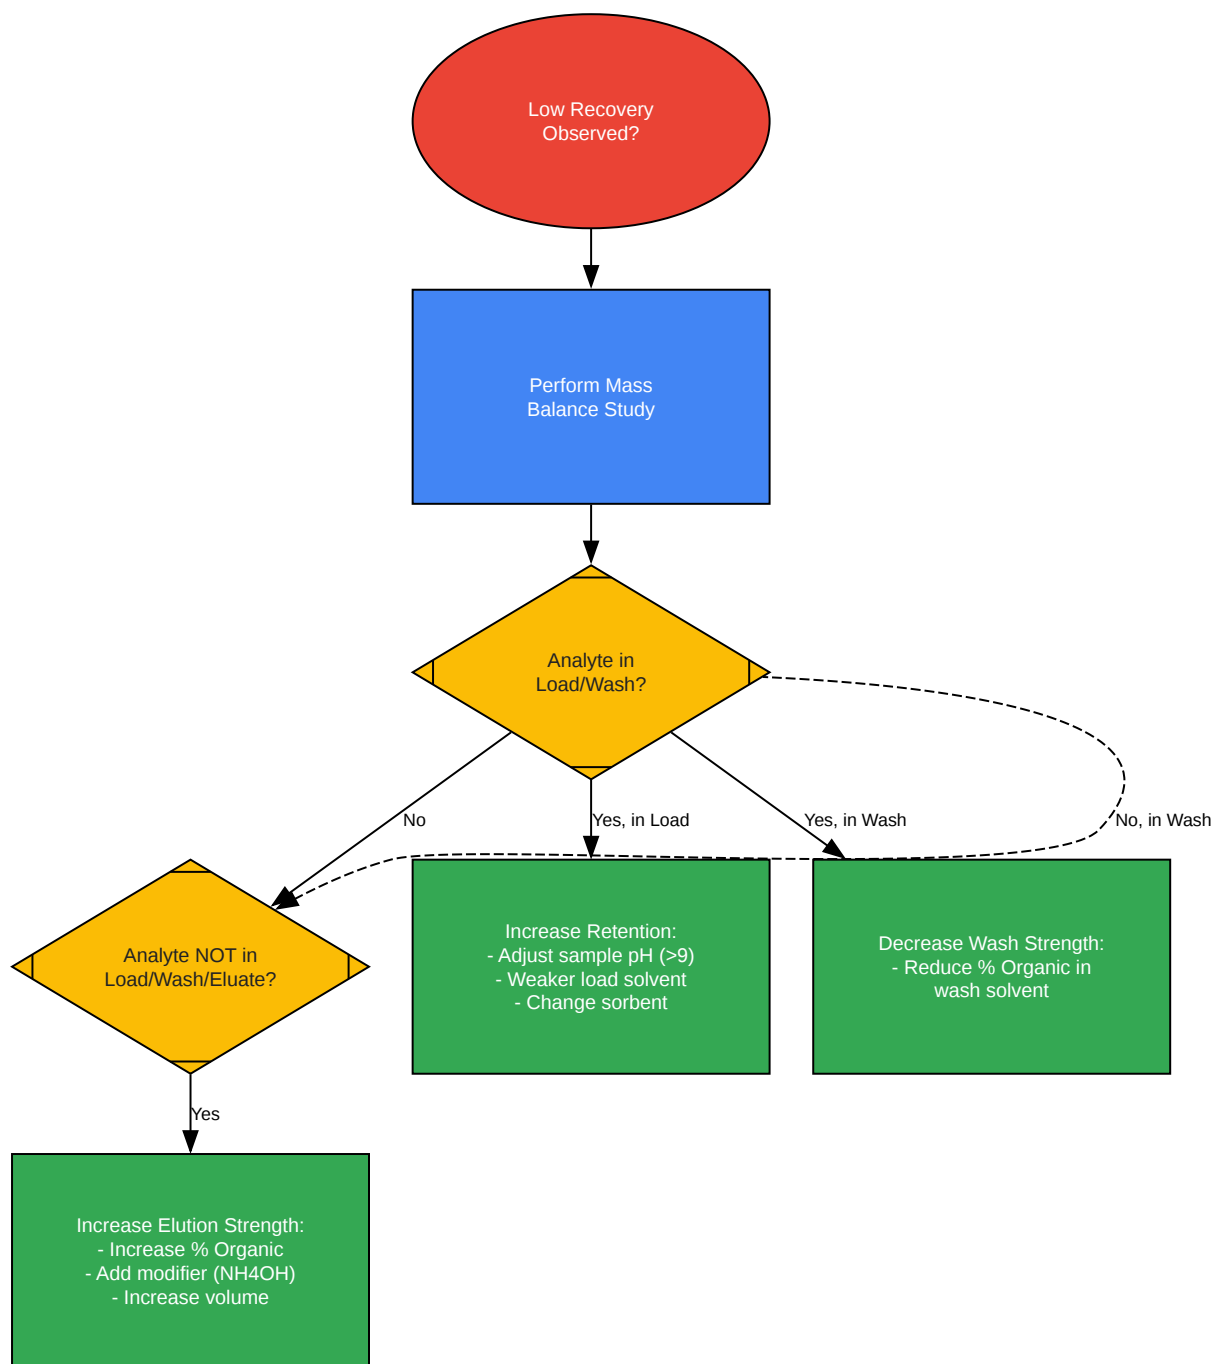 Low Recovery
Observed?
Perform Mass
Balance Study
Analyte in
Load/Wash?
No
Yes, in Load
Yes, in Wash
No, in Wash
Analyte NOT in
Load/Wash/Eluate?
Increase Retention:
- Adjust sample pH (>9)
- Weaker load solvent
- Change sorbent
Decrease Wash Strength:
- Reduce % Organic in
wash solvent
Yes
Increase Elution Strength:
- Increase % Organic
- Add modifier (NH4OH)
- Increase volume